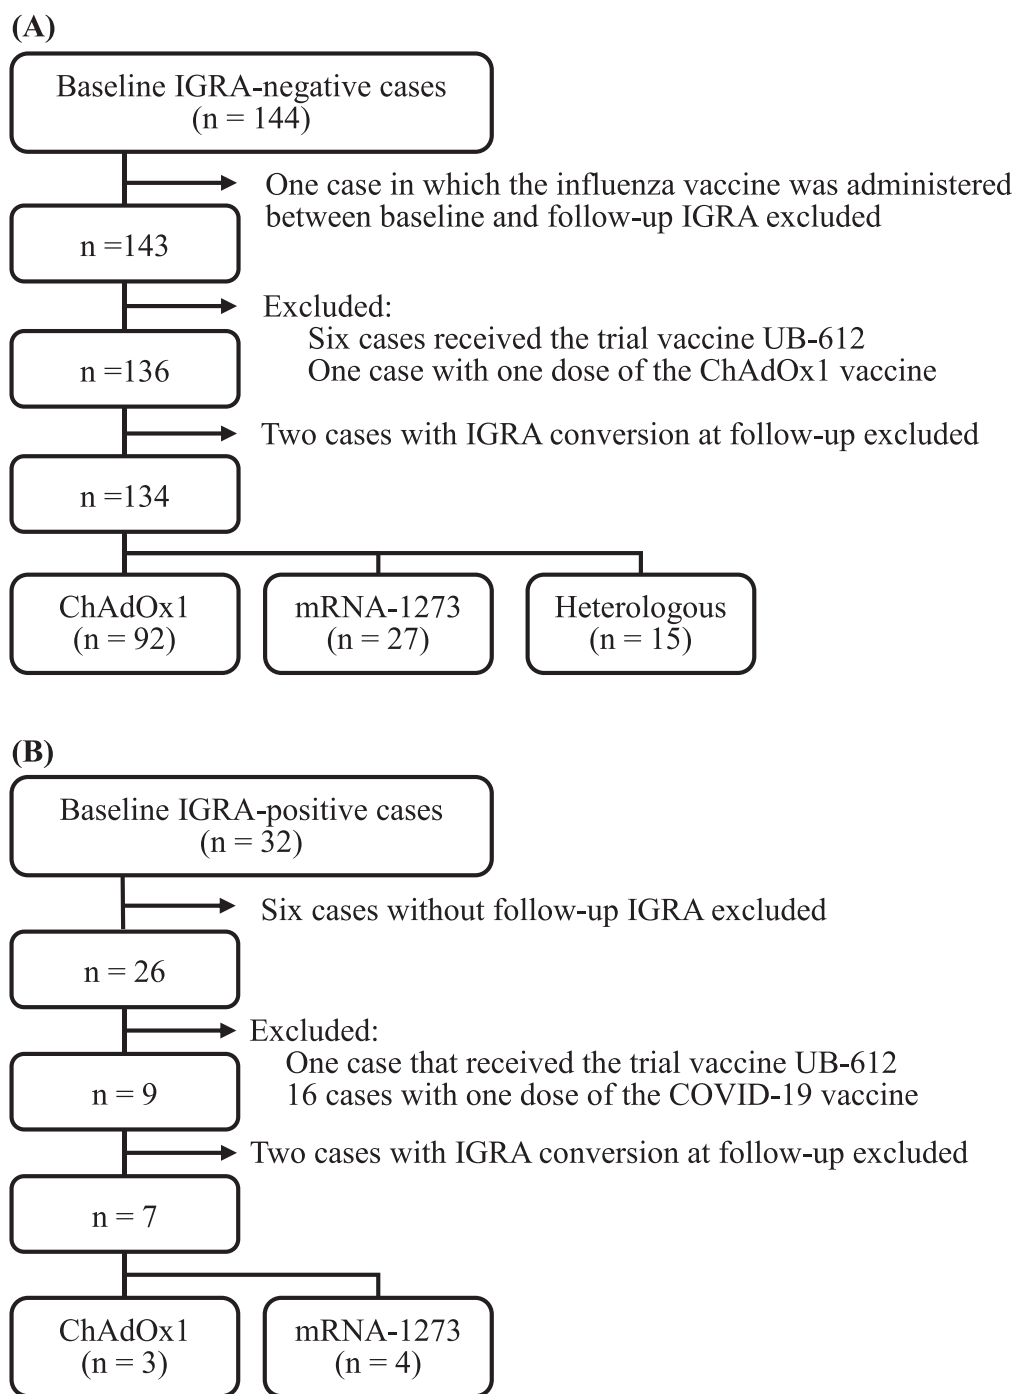 (A)
Baseline IGRA-negative cases
(n = 144)
One case in which the influenza vaccine was administered
between baseline and follow-up IGRA excluded
n =143
Excluded:
Six cases received the trial vaccine UB-612
One case with one dose of the ChAdOx1 vaccine
n =136
Two cases with IGRA conversion at follow-up excluded
n =134
ChAdOx1
(n = 92)
mRNA-1273
(n = 27)
Heterologous
(n = 15)
(B)
Baseline IGRA-positive cases
(n = 32)
Six cases without follow-up IGRA excluded
n = 26
Excluded:
One case that received the trial vaccine UB-612
16 cases with one dose of the COVID-19 vaccine
n = 9
Two cases with IGRA conversion at follow-up excluded
n = 7
ChAdOx1
(n = 3)
mRNA-1273
(n = 4)